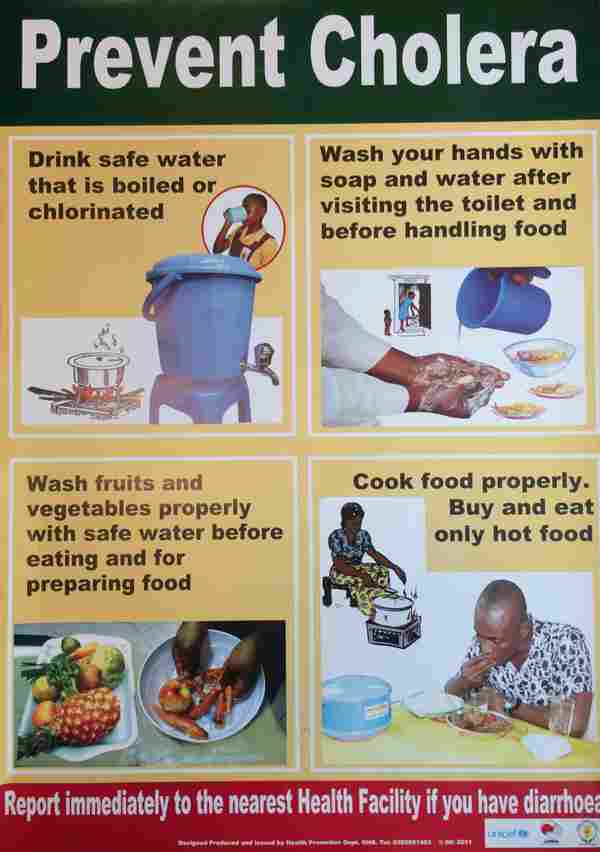 Prevent Cholera
Drink safe water
that is boiled or
chlorinated
Wash your hands with
soap and water after
visiting the toilet and
before handling food
Wash fruits and
vegetables properly
with safe water before
eating and for
preparing food
Cook food properly.
Buy and eat
only hot food
Report immediately to the nearest Health Facility if you have diarrhoea
unicef
Designed Produced and issued by Health Promotion Dept, GHS. Tel:
2011